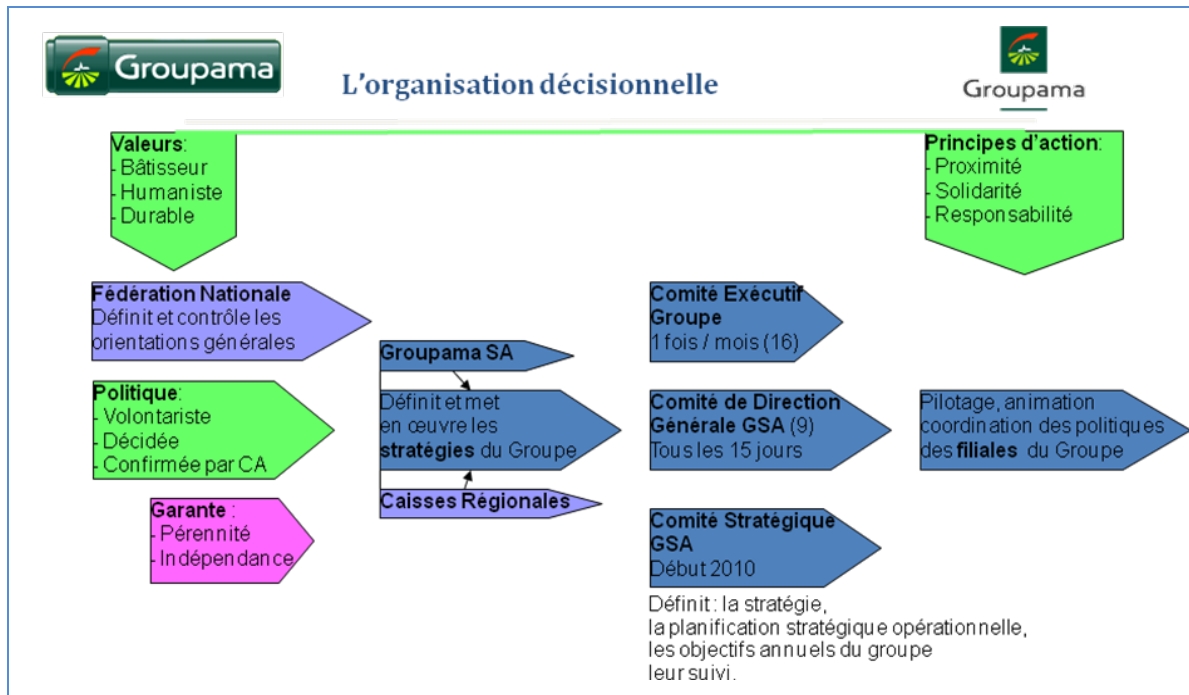 Groupama
L'organisation décisionnelle
Groupama
Valeurs:
- Bâtisseur
- Humaniste
- Durable
Principes d'action:
- Proximité
- Solidarité
- Responsabilité
Fédération Nationale
Définit et contrôle les
orientations générales
Politique:
- Volontariste
- Décidée
- Confirmée par CA
Garante :
- Pérennité
- Indépendance
Groupama SA
Définit et met
en œuvre les
stratégies du Groupe
Caisses Régionales
Comité Exécutif
Groupe
1 fois / mois (16)
Comité de Direction
Générale GSA (9)
Tous les 15 jours
Comité Stratégique
GSA
Début 2010
Définit : la stratégie,
la planification stratégique opérationnelle,
les objectifs annuels du groupe
leur suivi.
Pilotage, animation
coordination des politiques
des filiales du Groupe